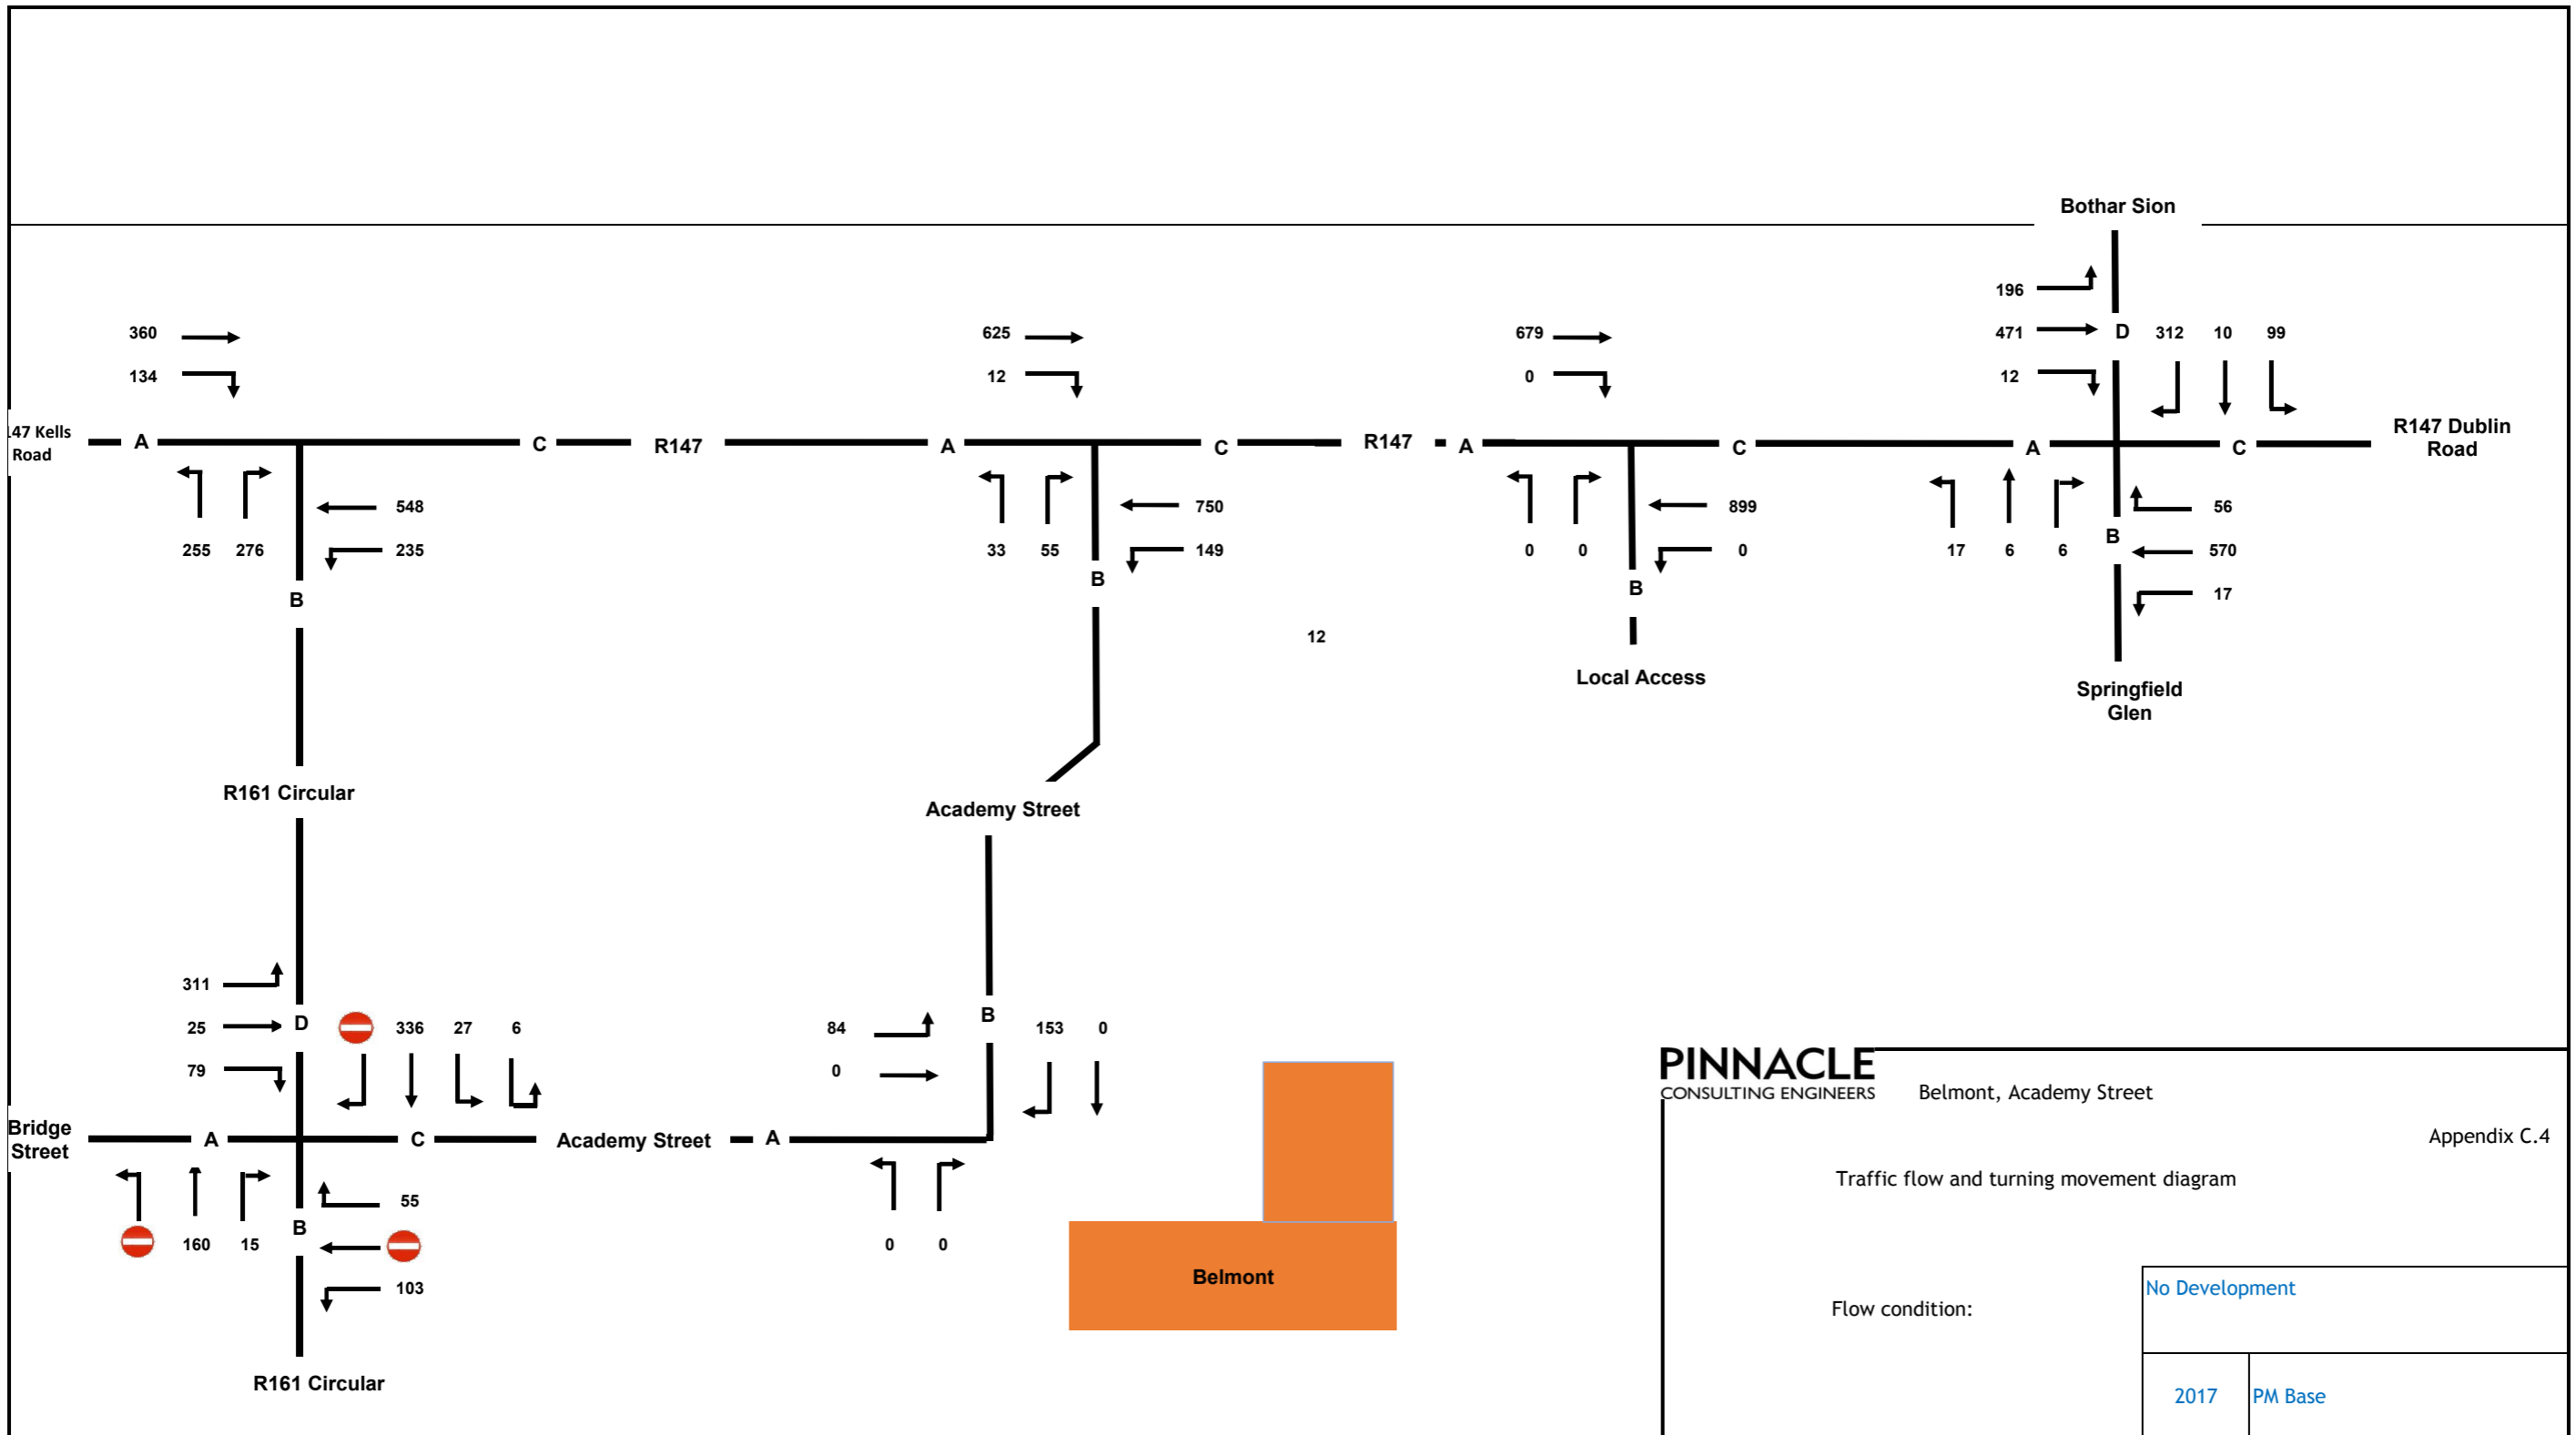 Bothar Sion
196
360 625 679 471 D 312 10 99
134 12 0 12
147 Kells
Road
A C R147 A C R147 A C A C
R147 Dublin
Road
548 750 899 56
255 276 235 33 55 149 0 0 0 17 6 6 B 570
B B B 17
12
Local Access
Springfield
Glen
R161 Circular
Academy Street
311
25 D 336 27 6 84 B 153 0
79 0
Bridge
Street
A C Academy Street A
55
B
160 15 0 0
103
Belmont
R161 Circular
PINNACLE
CONSULTING ENGINEERS
Belmont, Academy Street
Appendix C.4
Traffic flow and turning movement diagram
Flow condition:
No Development
2017 PM Base